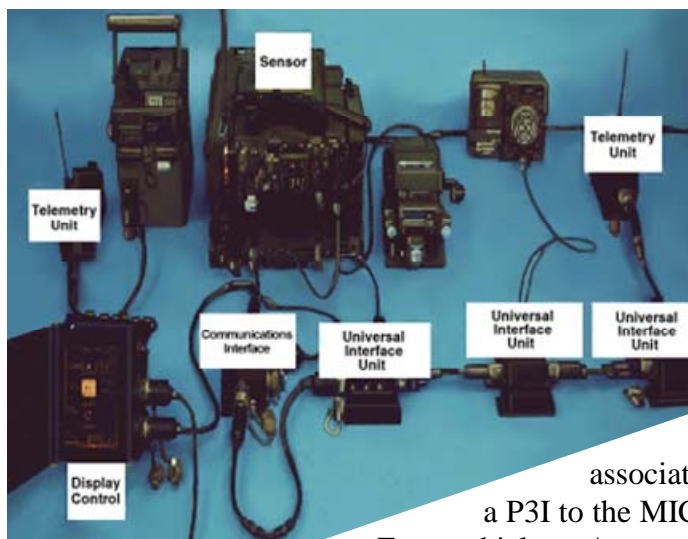 Sensor
Telemetry
Unit
Telemetry
Unit
Communications
Interface
Universal
Interface
Unit
Universal
Interface
Unit
Universal
Interface
Unit
Display
Control
associat
a P3I to the MIC